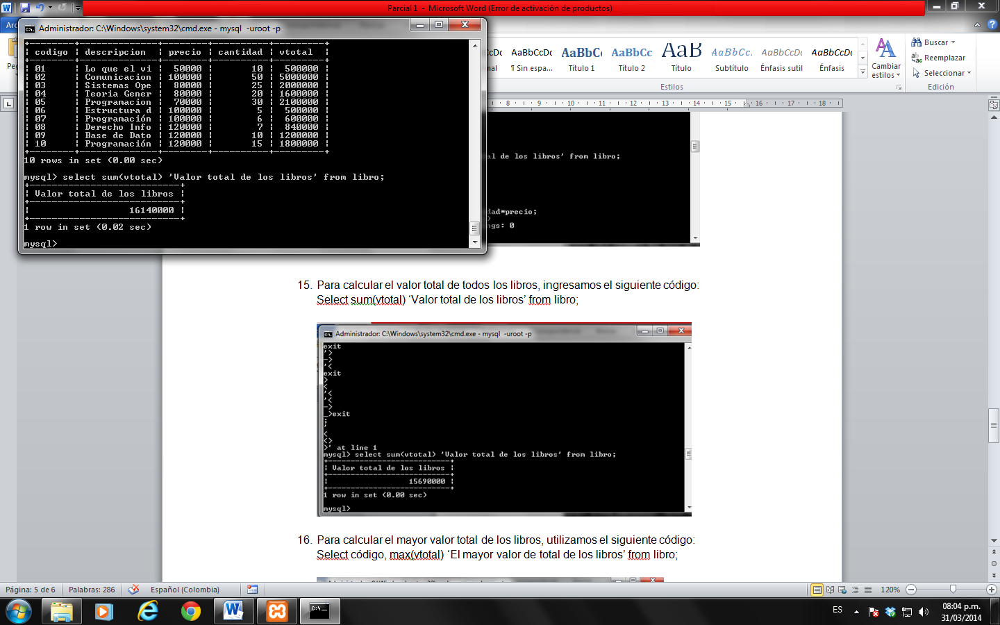 Parcial 1 - Microsoft Word (Error de activación de productos)
Administrador: C:\Windows\system32\cmd.exe - mysql -uroot -p
codigo | descripcion | precio | cantidad | vtotal
01 | Lo que el vi | 50000 | 10 | 500000
02 | Comunicacion | 100000 | 50 | 5000000
03 | Sistemas Ope | 80000 | 25 | 2000000
04 | Teoria Gener | 80000 | 20 | 1600000
05 | Programacion | 70000 | 30 | 2100000
06 | Estructura d | 100000 | 5 | 500000
07 | Programación | 100000 | 6 | 600000
08 | Derecho Info | 120000 | 7 | 840000
09 | Base de Dato | 120000 | 10 | 1200000
10 | Programación | 120000 | 15 | 1800000
10 rows in set (0.00 sec)
mysql> select sum(vtotal) 'Valor total de los libros' from libro;
Valor total de los libros
16140000
1 row in set (0.02 sec)
mysql>
AaBbCcDc AaBbCc AaBbCc AaB AaBbCc. AaBbCcDc AaBbCcDc
¶ Sin espa... Título 1 Título 2 Título Subtítulo Énfasis sutil Énfasis
Cambiar
estilos
Buscar
Reemplazar
Seleccionar
Estilos
Edición
8 9 10 11 12 13 14 15 16 17 18
al de los libros' from libro;
dad*precio;
ngs: 0
15. Para calcular el valor total de todos los libros, ingresamos el siguiente código:
Select sum(vtotal) ‘Valor total de los libros’ from libro;
Administrador: C:\Windows\system32\cmd.exe - mysql -uroot -p
exit
'>
->
'<
exit
>
<
'<
'<
->
_>exit
;
'
<
<>
>' at line 1
mysql> select sum(vtotal) 'Valor total de los libros' from libro;
Valor total de los libros
15690000
1 row in set (0.00 sec)
mysql>
16. Para calcular el mayor valor total de los libros, utilizamos el siguiente código:
Select código, max(vtotal) ‘El mayor valor de total de los libros’ from libro;
Página: 5 de 6
Palabras: 286
Español (Colombia)
120%
ES
08:04 p.m.
31/03/2014